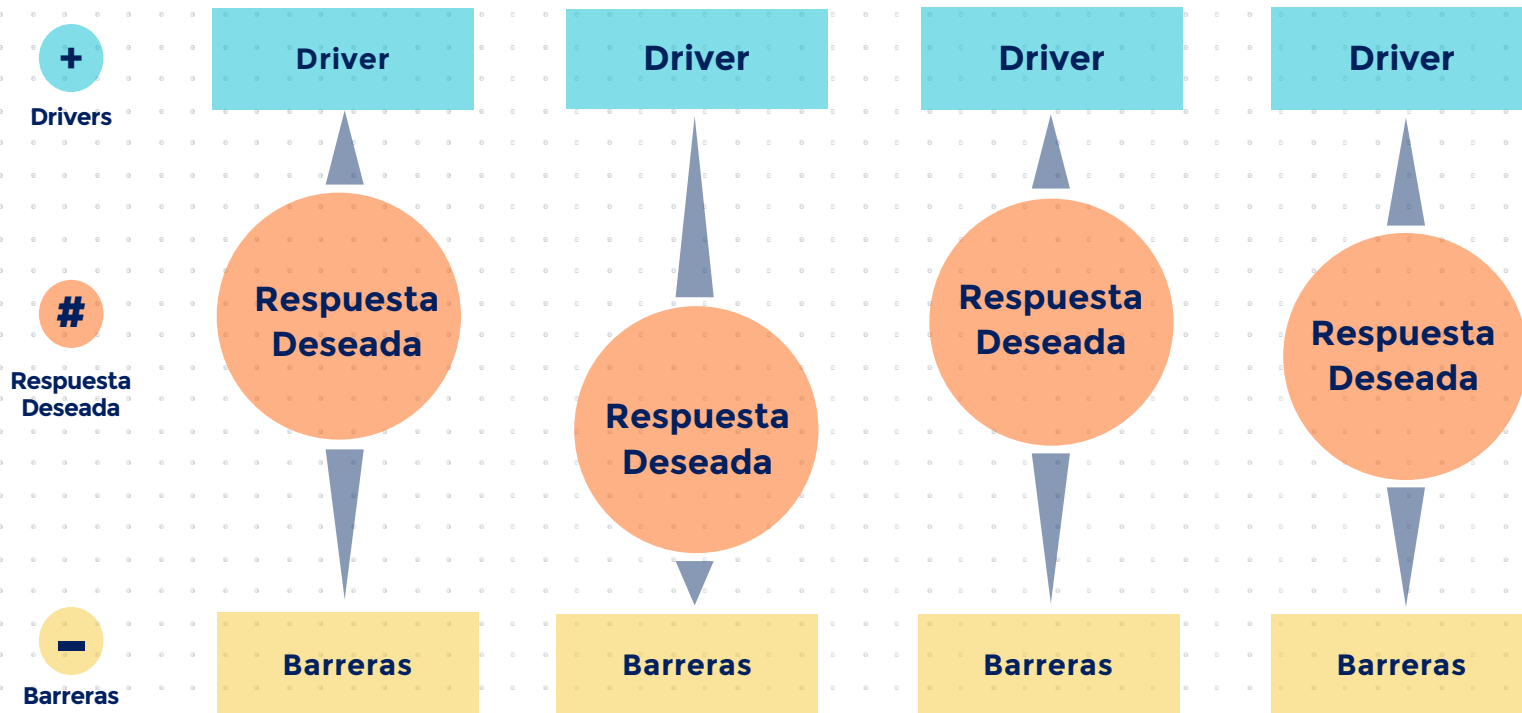 +
Drivers
Driver
Driver
Driver
Driver
#
Respuesta
Deseada
Respuesta
Deseada
Respuesta
Deseada
Respuesta
Deseada
Respuesta
Deseada
–
Barreras
Barreras
Barreras
Barreras
Barreras